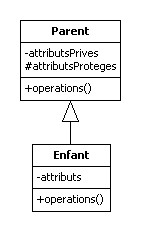 Parent
-attributsPrives
#attributsProteges
+operations()
Enfant
-attributs
+operations()